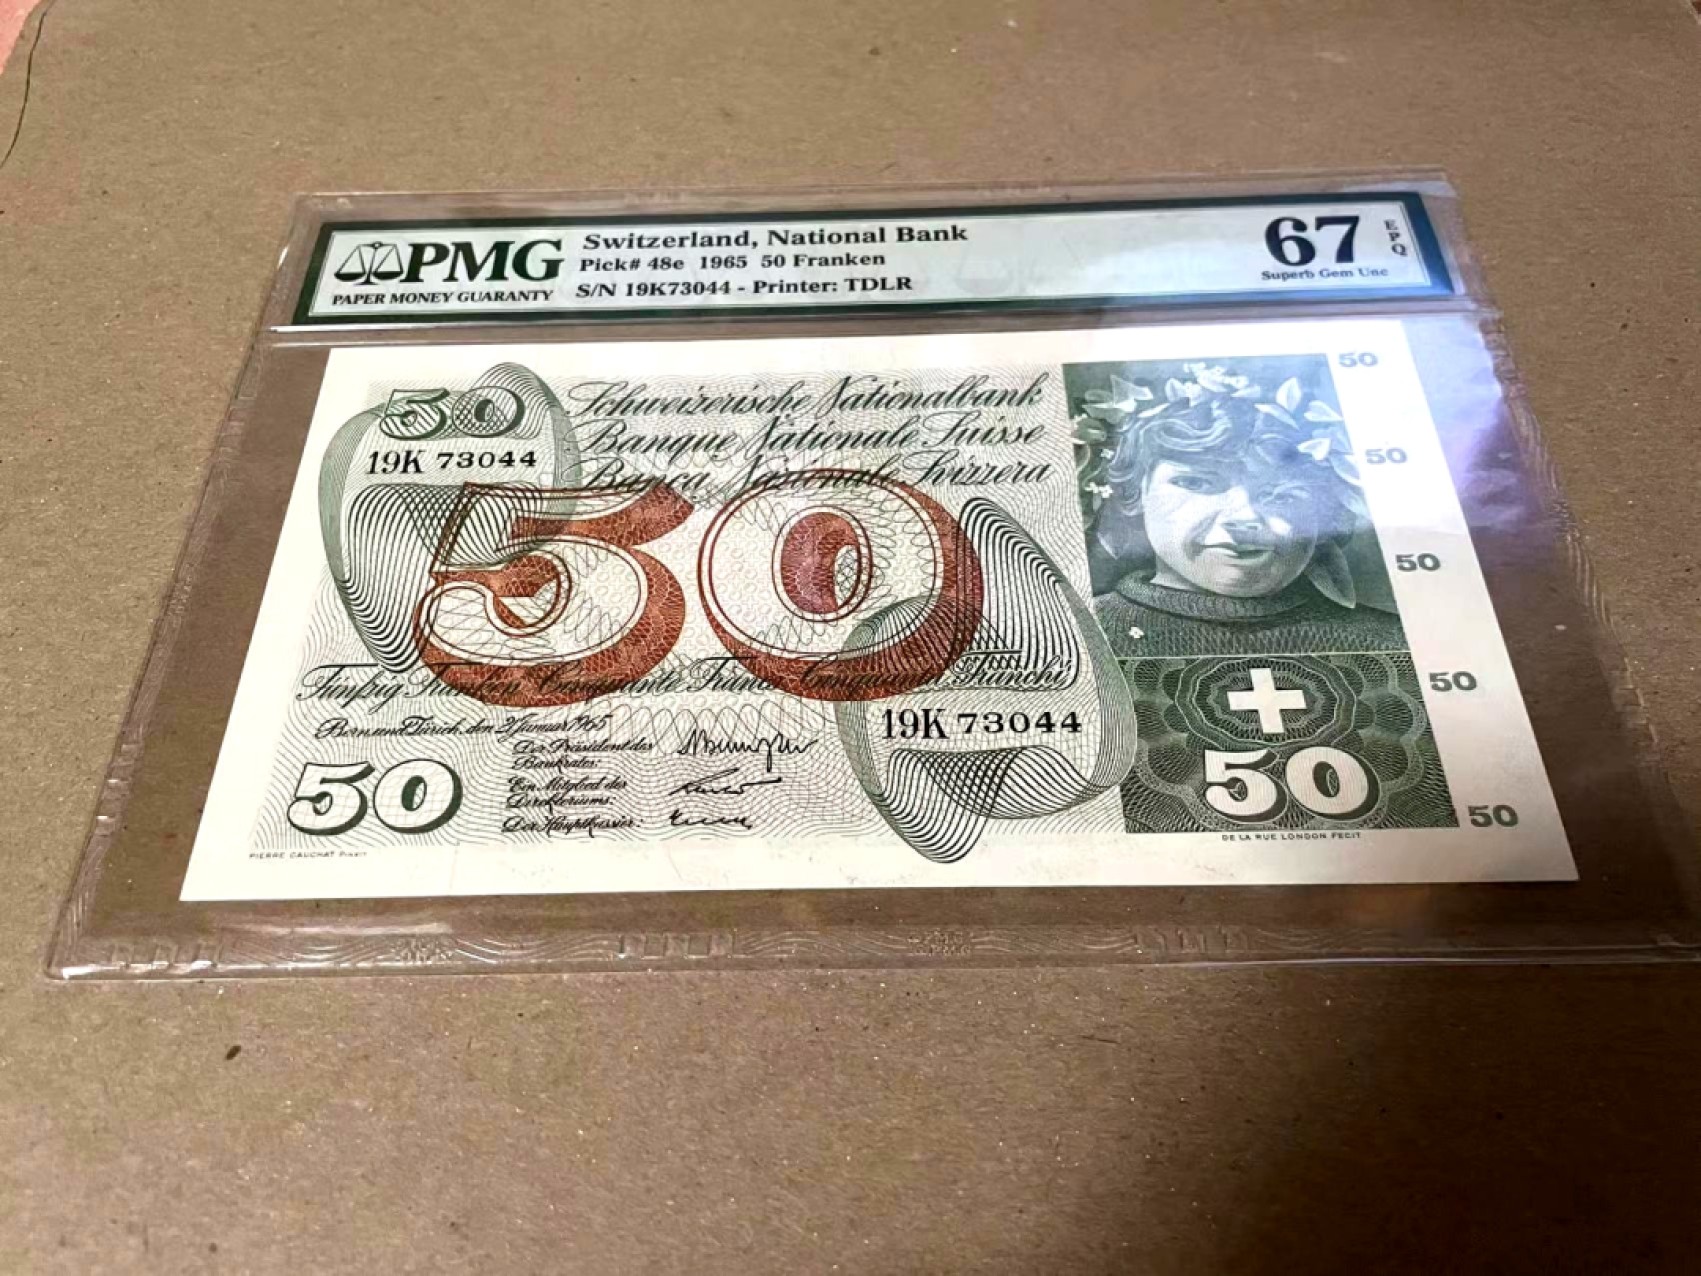 PMG
PAPER MONEY GUARANTY
Switzerland, National Bank
Pick# 48e 1965 50 Franken
S/N 19K73044 - Printer: TDLR
67
EPQ
Superb Gem Unc
50
19K 73044
Schweizerische Nationalbank
Banque Nationale Suisse
Banca Nazionale Svizzera
50
Fünfzig Franken Cinquante Francs Cinquanta Franchi
Bern und Zürich, den 21. Januar 1965
Der Präsident des
Bankrates:
Ein Mitglied des
Direktoriums:
Der Hauptkassier:
19K 73044
50
PIERRE GAUCHAT
50
50
50
50
50
50
DE LA RUE LONDON FECIT